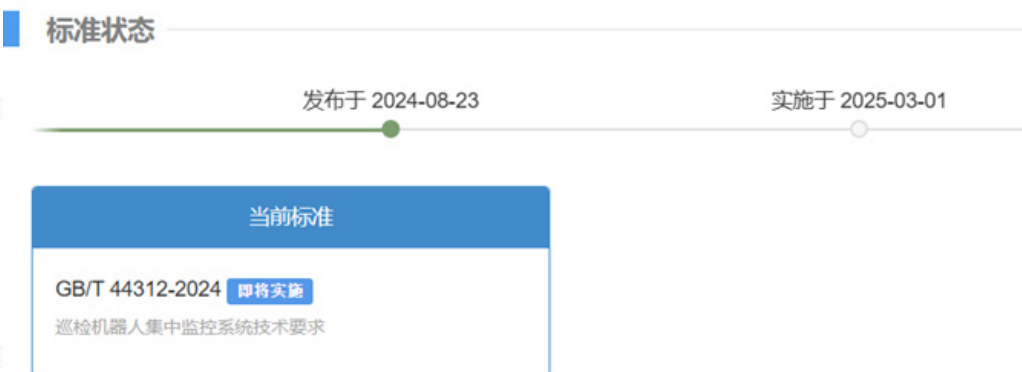 标准状态
发布于 2024-08-23 实施于 2025-03-01
当前标准
GB/T 44312-2024 即将实施
巡检机器人集中监控系统技术要求